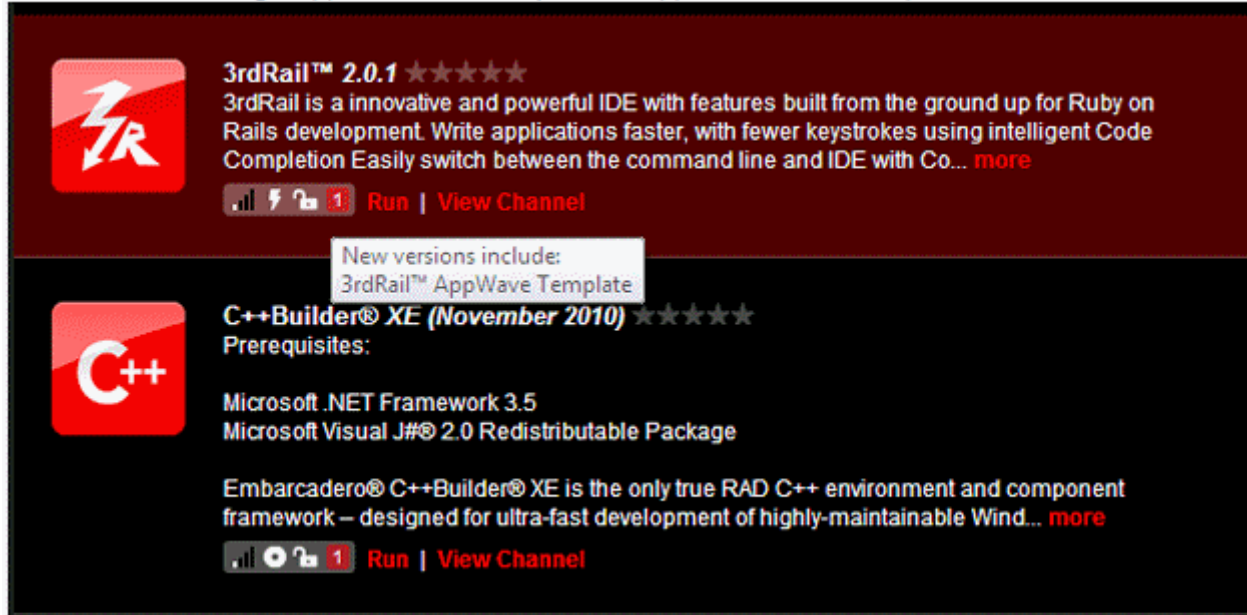 3R
3rdRail™ 2.0.1
3rdRail is a innovative and powerful IDE with features built from the ground up for Ruby on
Rails development. Write applications faster, with fewer keystrokes using intelligent Code
Completion Easily switch between the command line and IDE with Co... more
1 Run | View Channel
New versions include:
3rdRail™ AppWave Template
C++
C++Builder® XE (November 2010)
Prerequisites:
Microsoft .NET Framework 3.5
Microsoft Visual J#® 2.0 Redistributable Package
Embarcadero® C++Builder® XE is the only true RAD C++ environment and component
framework – designed for ultra-fast development of highly-maintainable Wind... more
1 Run | View Channel